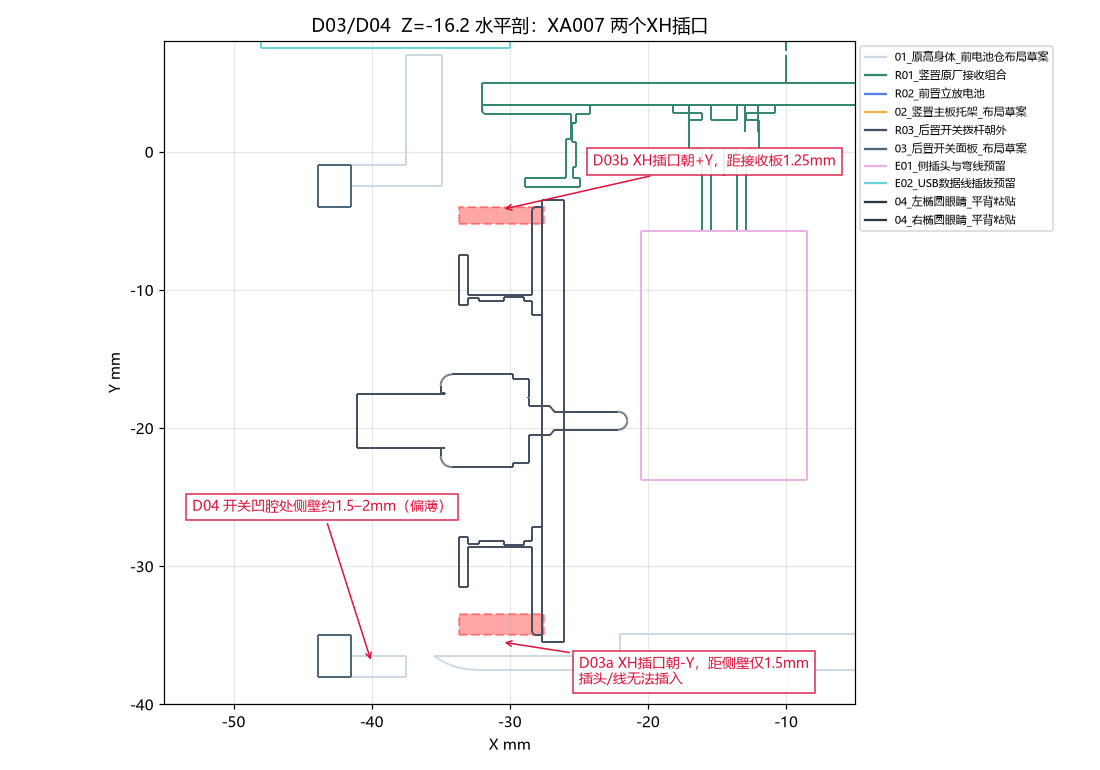 D03/D04  Z=-16.2 水平剖：XA007 两个XH插口
01_原高身体_前电池仓布局草案
R01_竖置原厂接收组合
R02_前置立放电池
02_竖置主板托架_布局草案
R03_后置开关拨杆朝外
03_后置开关面板_布局草案
E01_例插头与弯线预留
E02_USB数据线插拔预留
04_左椭圆眼睛_平背粘贴
04_右椭圆眼睛_平背粘贴
D03b XH插口朝+Y，距接收板1.25mm
D04 开关凹腔处侧壁约1.5–2mm（偏薄）
D03a XH插口朝-Y，距侧壁仅1.5mm
插头/线无法插入
0
-10
-20
-30
-40
Y mm
-50
-40
-30
-20
-10
X mm